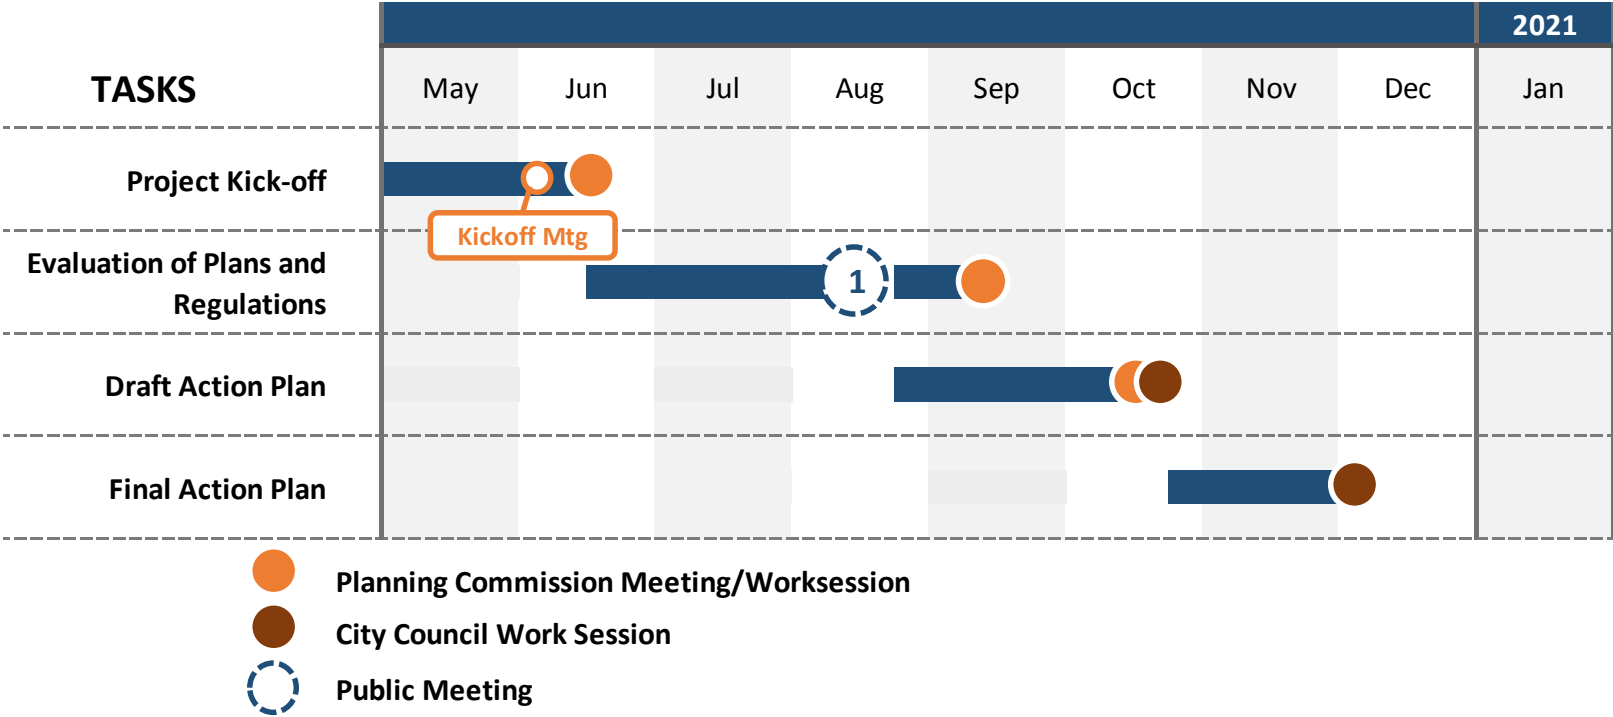 2021
TASKS
May
Jun
Jul
Aug
Sep
Oct
Nov
Dec
Jan
Project Kick-off
Kickoff Mtg
Evaluation of Plans and
Regulations
1
Draft Action Plan
Final Action Plan
Planning Commission Meeting/Worksession
City Council Work Session
Public Meeting